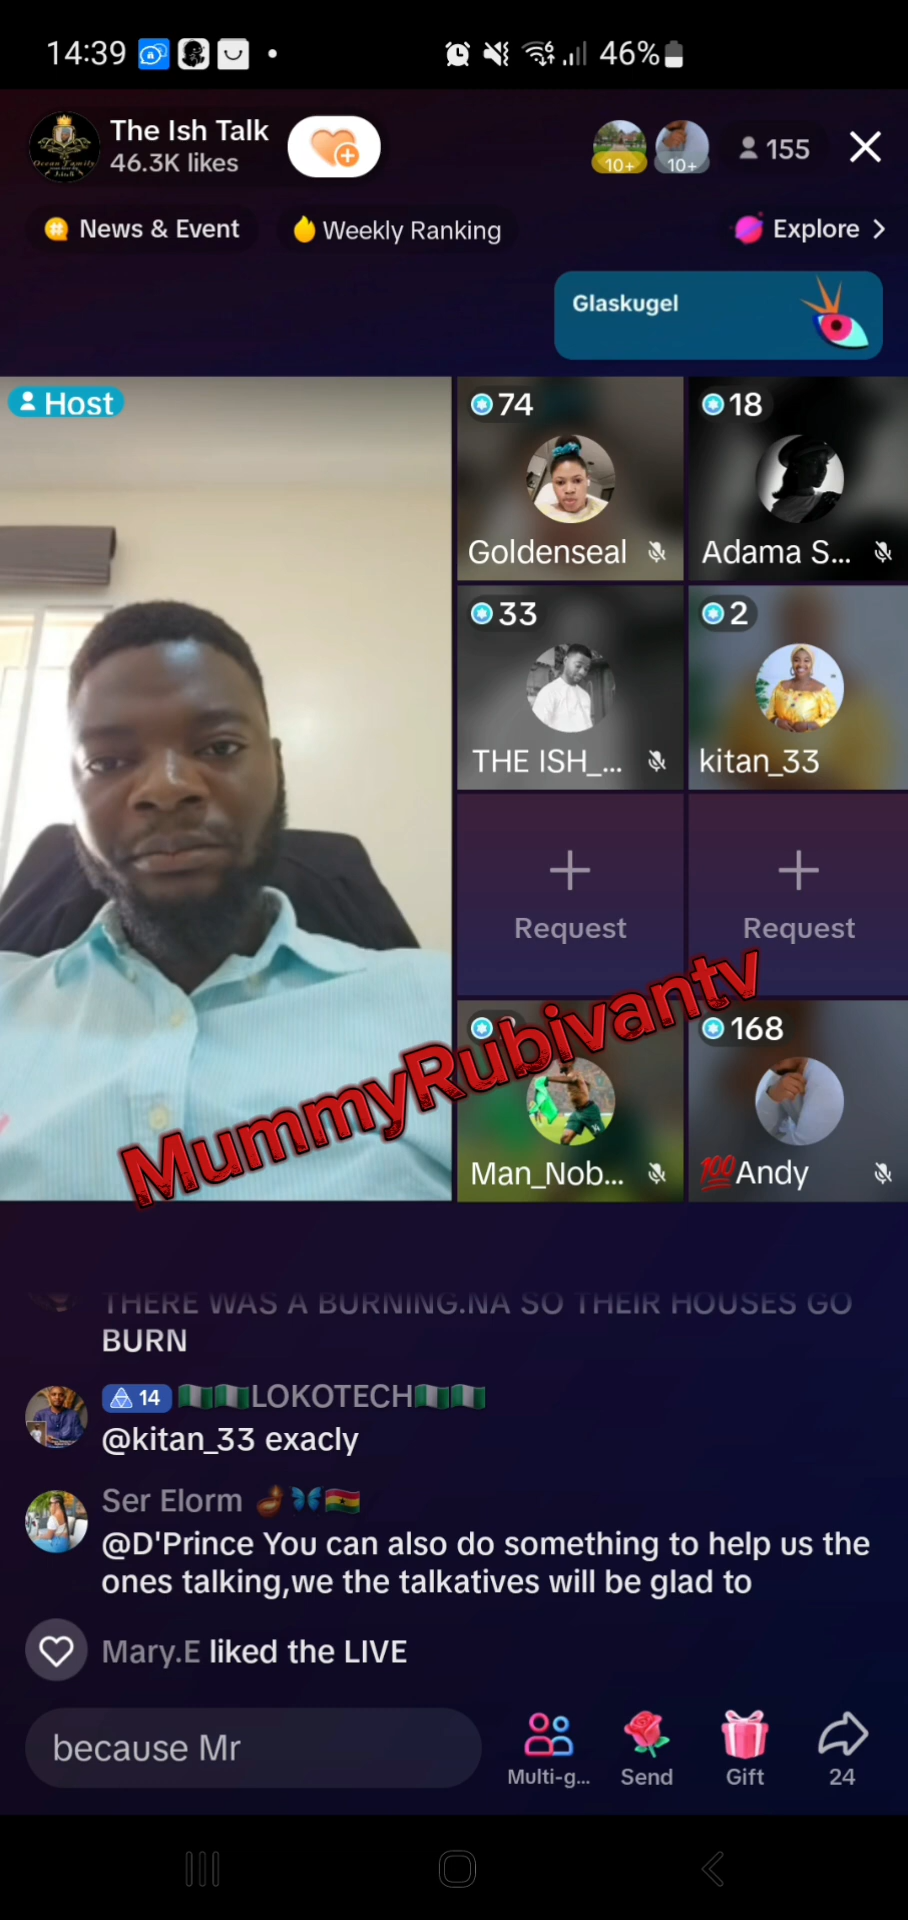 14:39
46%
The Ish Talk
46.3K likes
10+
10+
155
News & Event
Weekly Ranking
Explore >
Glaskugel
Host
74
18
Goldenseal
Adama S...
33
2
THE ISH_...
kitan_33
Request
Request
MummyRubivantv
168
Man_Nob...
💯Andy
THERE WAS A BURNING.NA SO THEIR HOUSES GO
BURN
14 🇳🇬🇳🇬LOKOTECH🇳🇬🇳🇬
@kitan_33 exacly
Ser Elorm 🪔🦋🇬🇭
@D'Prince You can also do something to help us the
ones talking,we the talkatives will be glad to
Mary.E liked the LIVE
because Mr
Multi-g...
Send
Gift
24